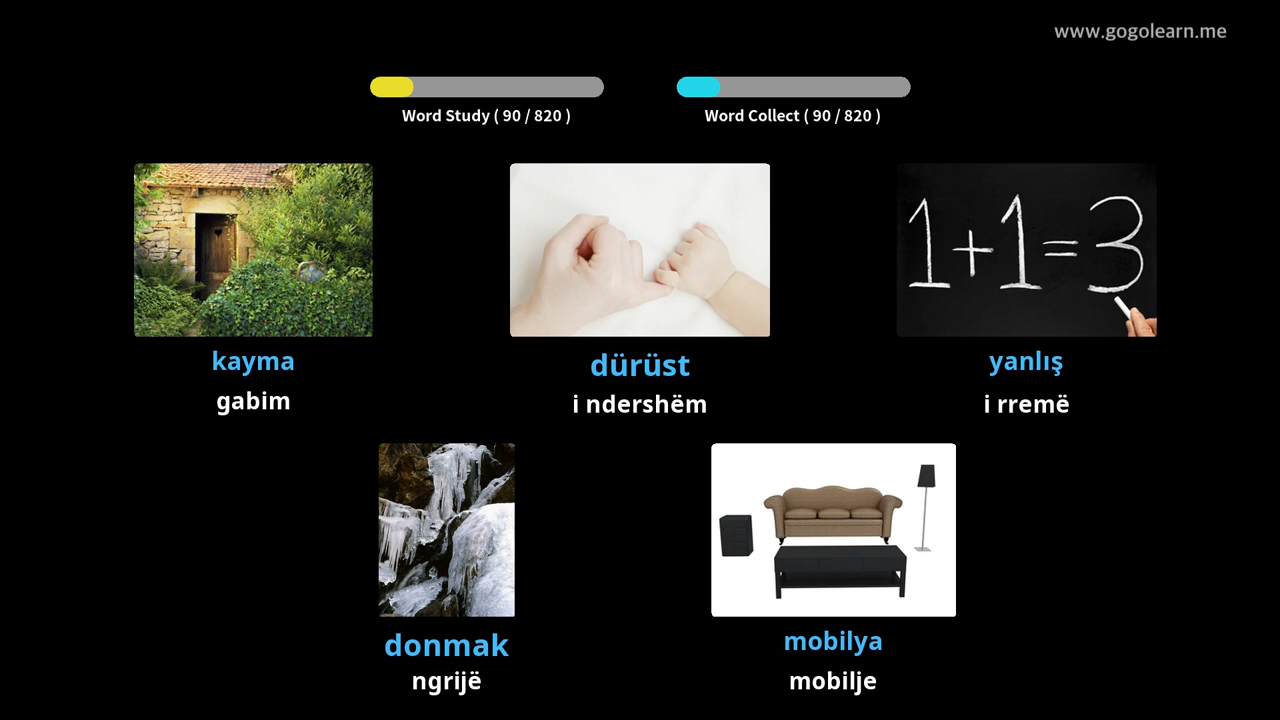 www.gogolearn.me
Word Study ( 90 / 820 )
Word Collect ( 90 / 820 )
1+1=3
kayma
gabim
dürüst
i ndershëm
yanlış
i rremë
donmak
ngrijë
mobilya
mobilje